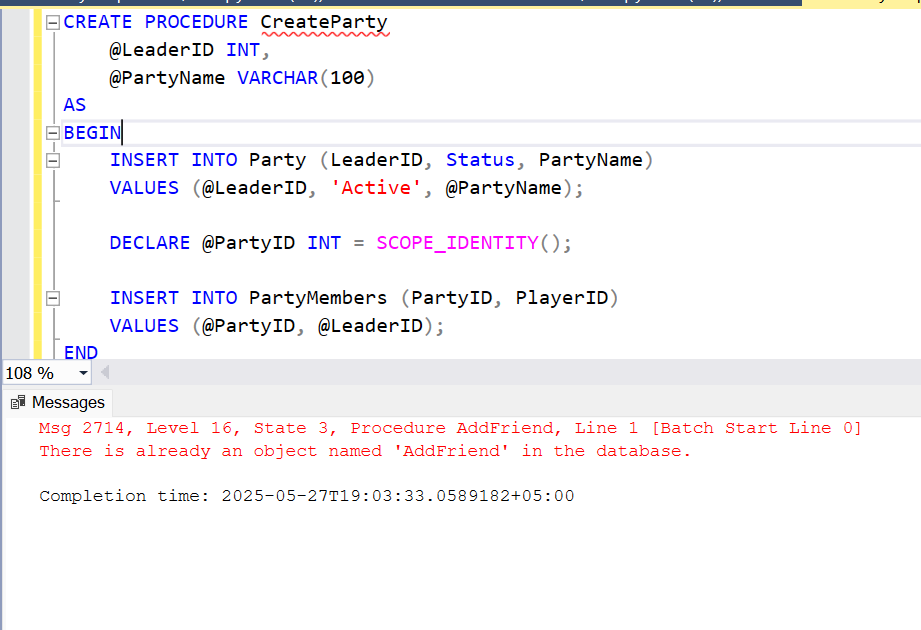 CREATE PROCEDURE CreateParty
@LeaderID INT,
@PartyName VARCHAR(100)
AS
BEGIN
INSERT INTO Party (LeaderID, Status, PartyName)
VALUES (@LeaderID, 'Active', @PartyName);
DECLARE @PartyID INT = SCOPE_IDENTITY();
INSERT INTO PartyMembers (PartyID, PlayerID)
VALUES (@PartyID, @LeaderID);
END
108 %
Messages
Msg 2714, Level 16, State 3, Procedure AddFriend, Line 1 [Batch Start Line 0]
There is already an object named 'AddFriend' in the database.
Completion time: 2025-05-27T19:03:33.0589182+05:00